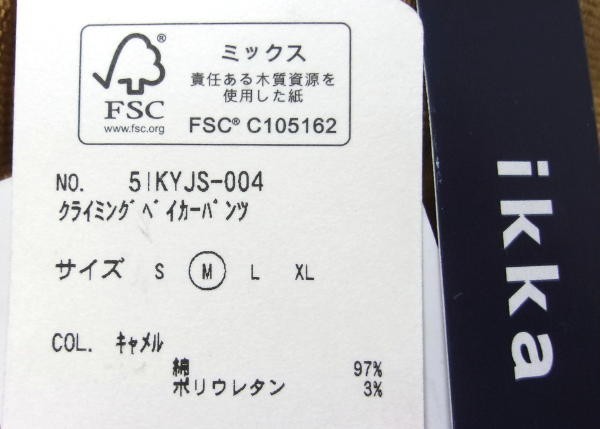 ミックス
責任ある木質資源を
使用した紙
FSC® C105162
®
FSC
www.fsc.org
NO. 51KYJS-004
クライミングベイカーパンツ
サイズ S M L XL
COL. キャメル
綿 97%
ポリウレタン 3%
ikka